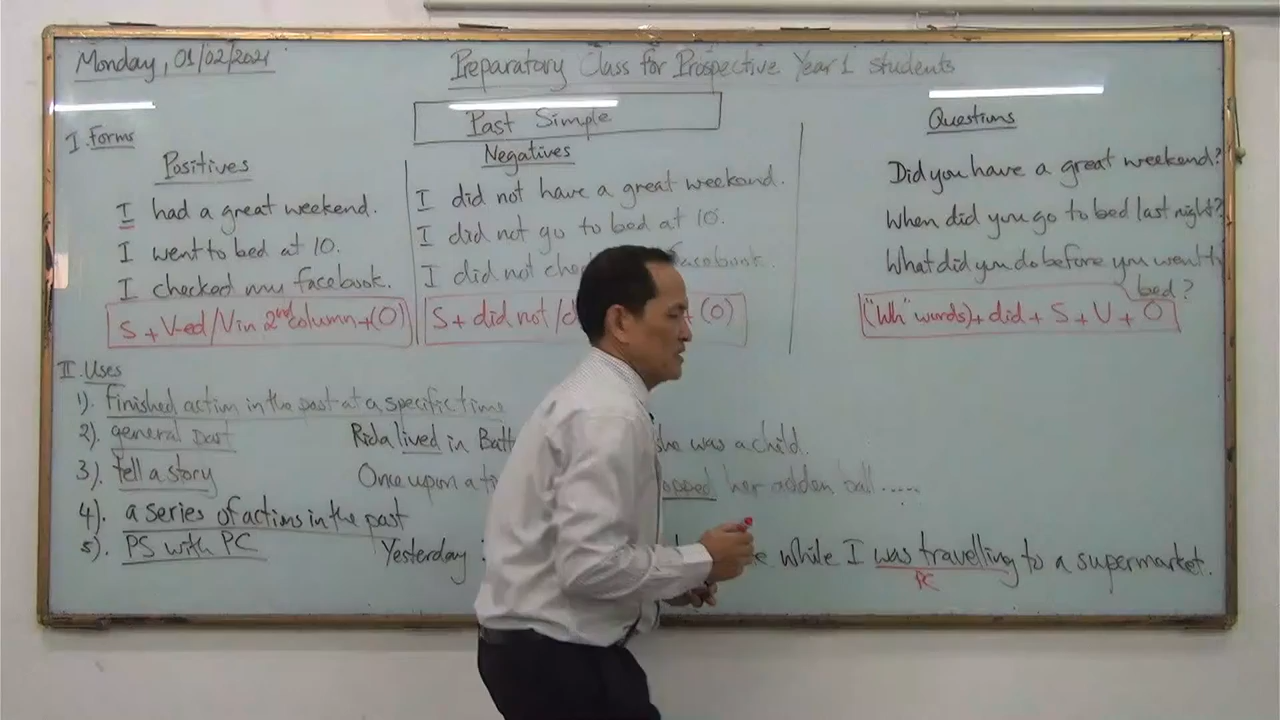 Monday, 01/02/2021
Preparatory Class for Prospective Year 1 students
Past Simple
I. Forms
Positives
I had a great weekend.
I went to bed at 10.
I checked my facebook.
S + V-ed/V in 2nd column + (O)
Negatives
I did not have a great weekend.
I did not go to bed at 10.
I did not facebook.
S + did not / + (O)
Questions
Did you have a great weekend?
When did you go to bed last night?
What did you do before you went
bed?
("Wh" words) + did + S + V + O
II. Uses
1). Finished action in the past at a specific time
2). general past Rida lived in she was a child.
3). tell a story Once upon a her ball.....
4). a series of actions in the past
5). PS with PC Yesterday while I was travelling to a supermarket.
PC